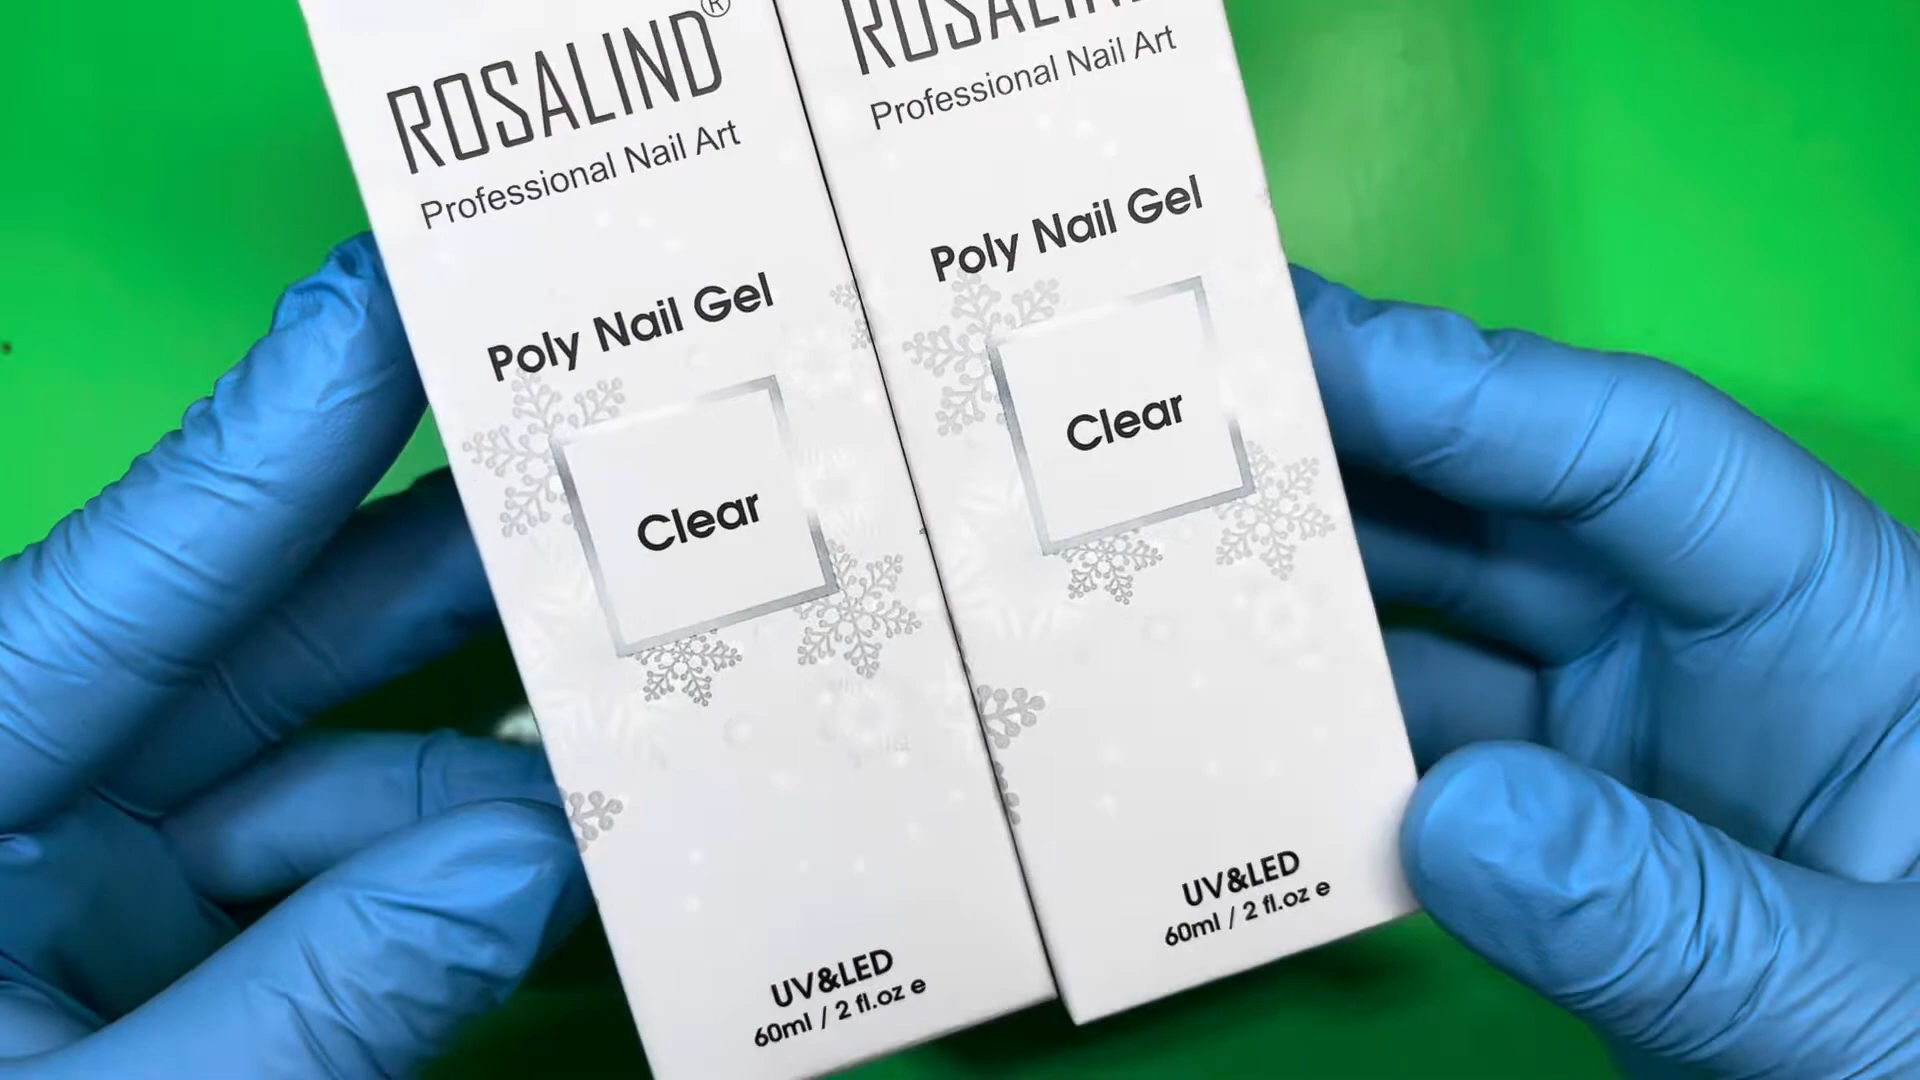 ROSALIND®
Professional Nail Art
Poly Nail Gel
Clear
UV&LED
60ml / 2 fl.oz e
ROSALIND
Professional Nail Art
Poly Nail Gel
Clear
UV&LED
60ml / 2 fl.oz e